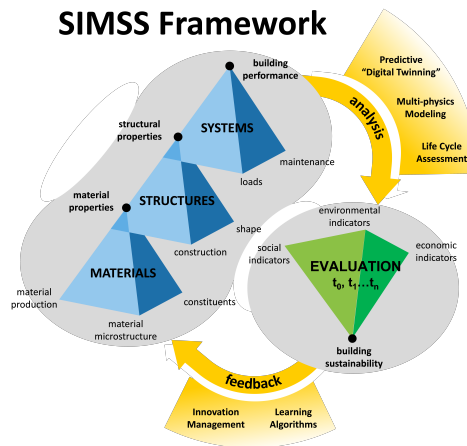 SIMSS Framework
building
performance
Predictive
“Digital Twinning”
Multi-physics
Modeling
Life Cycle
Assessment
analysis
structural
properties
SYSTEMS
maintenance
loads
material
properties
STRUCTURES
shape
construction
MATERIALS
material
production
constituents
material
microstructure
environmental
indicators
social
indicators
economic
indicators
EVALUATION
t0, t1…tn
building
sustainability
feedback
Innovation
Management
Learning
Algorithms